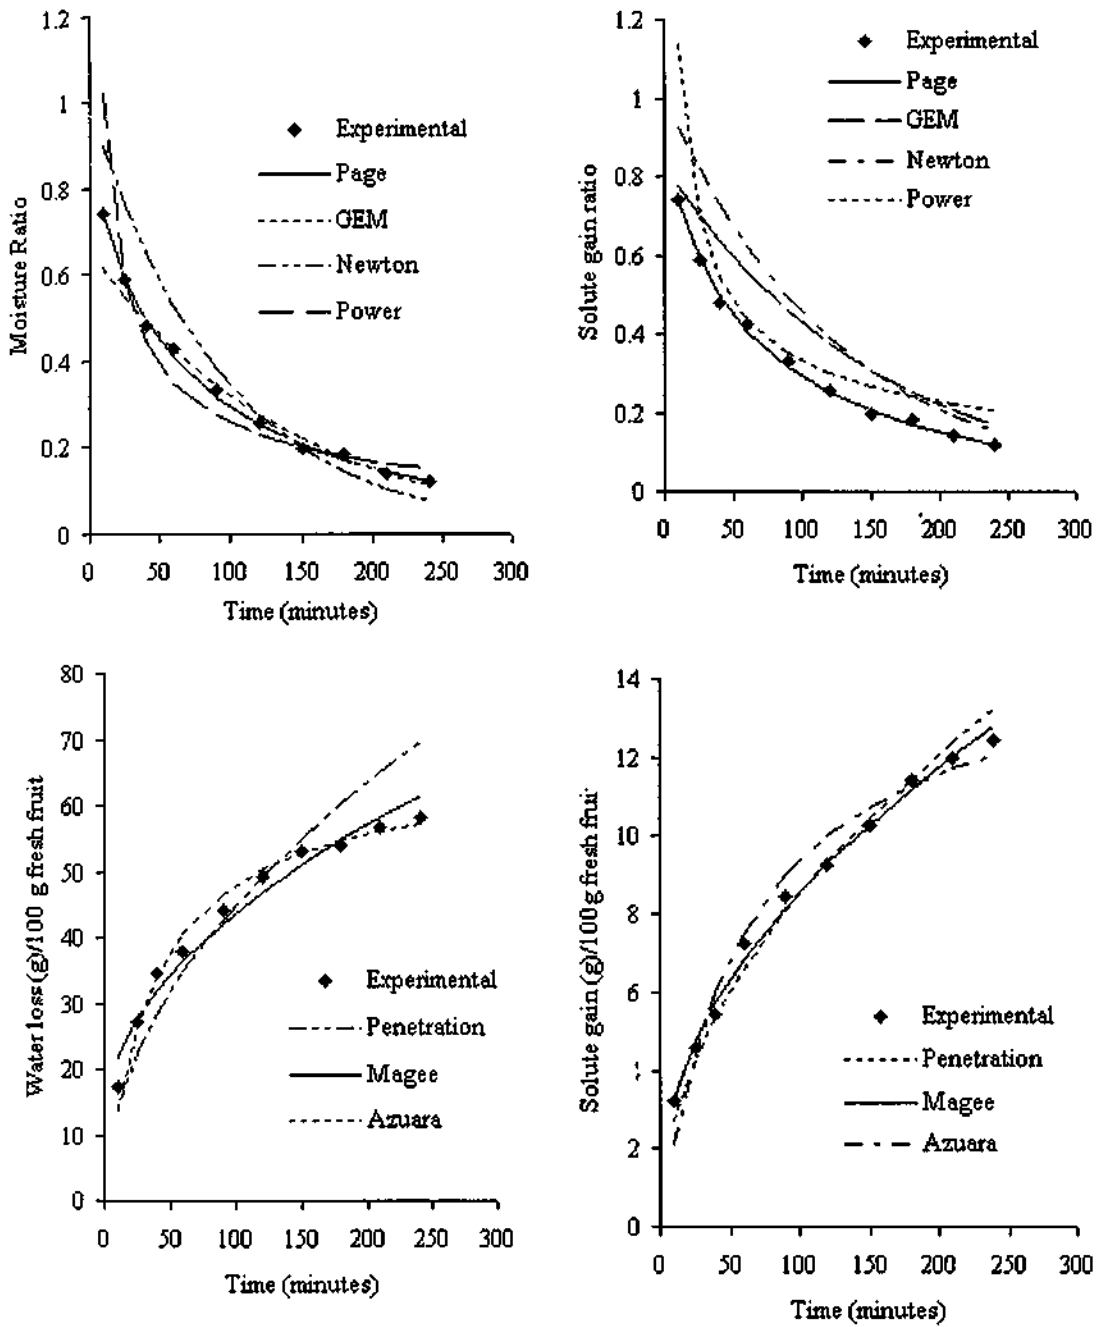 1.2
1
0.8
0.6
0.4
0.2
0
Moisture Ratio
Experimental
Page
GEM
Newton
Power
0 50 100 150 200 250 300
Time (minutes)
1.2
1
0.8
0.6
0.4
0.2
0
Solute gain ratio
Experimental
Page
GEM
Newton
Power
0 50 100 150 200 250 300
Time (minutes)
80
70
60
50
40
30
20
10
0
Water loss (g)/100 g fresh fruit
Experimental
Penetration
Magee
Azuara
0 50 100 150 200 250 300
Time (minutes)
14
12
10
8
6
2
0
Solute gain (g)/100g fresh frui
Experimental
Penetration
Magee
Azuara
0 50 100 150 200 250 300
Time (minutes)